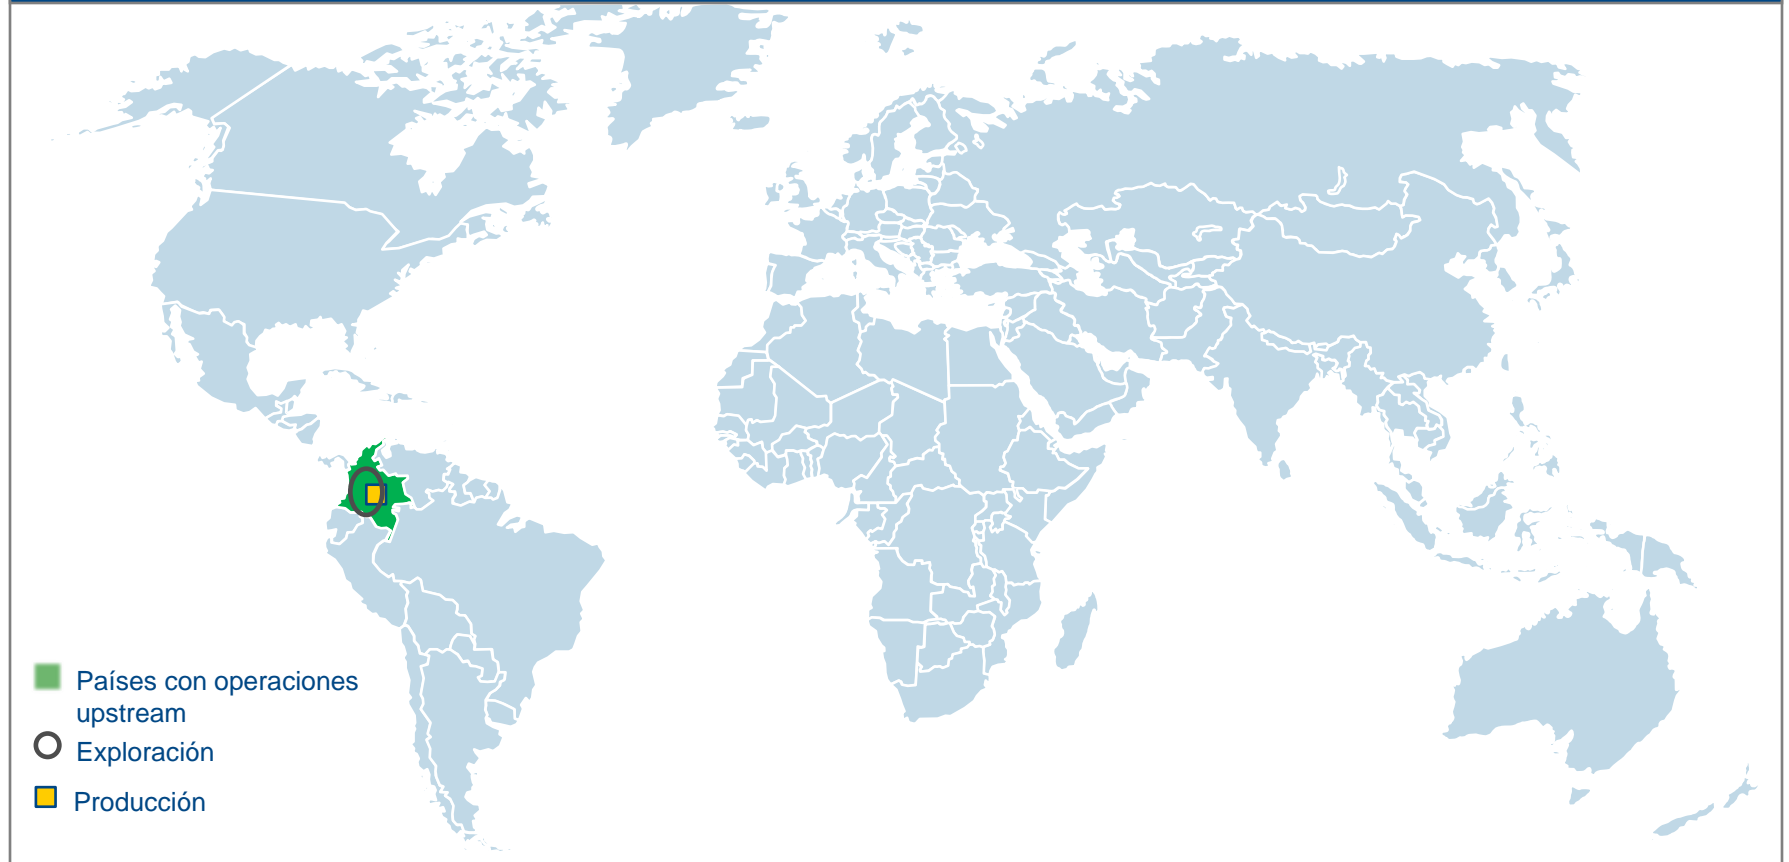 Países con operaciones
upstream
Exploración
Producción